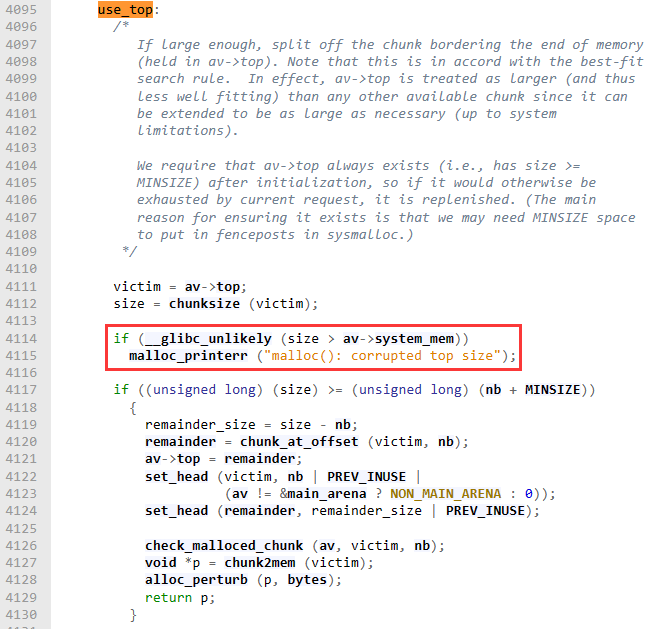 4095 use_top:
4096 /*
4097 If large enough, split off the chunk bordering the end of memory
4098 (held in av->top). Note that this is in accord with the best-fit
4099 search rule.  In effect, av->top is treated as larger (and thus
4100 less well fitting) than any other available chunk since it can
4101 be extended to be as large as necessary (up to system
4102 limitations).
4103
4104 We require that av->top always exists (i.e., has size >=
4105 MINSIZE) after initialization, so if it would otherwise be
4106 exhausted by current request, it is replenished. (The main
4107 reason for ensuring it exists is that we may need MINSIZE space
4108 to put in fenceposts in sysmalloc.)
4109 */
4110
4111 victim = av->top;
4112 size = chunksize (victim);
4113
4114 if (__glibc_unlikely (size > av->system_mem))
4115 malloc_printerr ("malloc(): corrupted top size");
4116
4117 if ((unsigned long) (size) >= (unsigned long) (nb + MINSIZE))
4118 {
4119 remainder_size = size - nb;
4120 remainder = chunk_at_offset (victim, nb);
4121 av->top = remainder;
4122 set_head (victim, nb | PREV_INUSE |
4123 (av != &main_arena ? NON_MAIN_ARENA : 0));
4124 set_head (remainder, remainder_size | PREV_INUSE);
4125
4126 check_malloced_chunk (av, victim, nb);
4127 void *p = chunk2mem (victim);
4128 alloc_perturb (p, bytes);
4129 return p;
4130 }